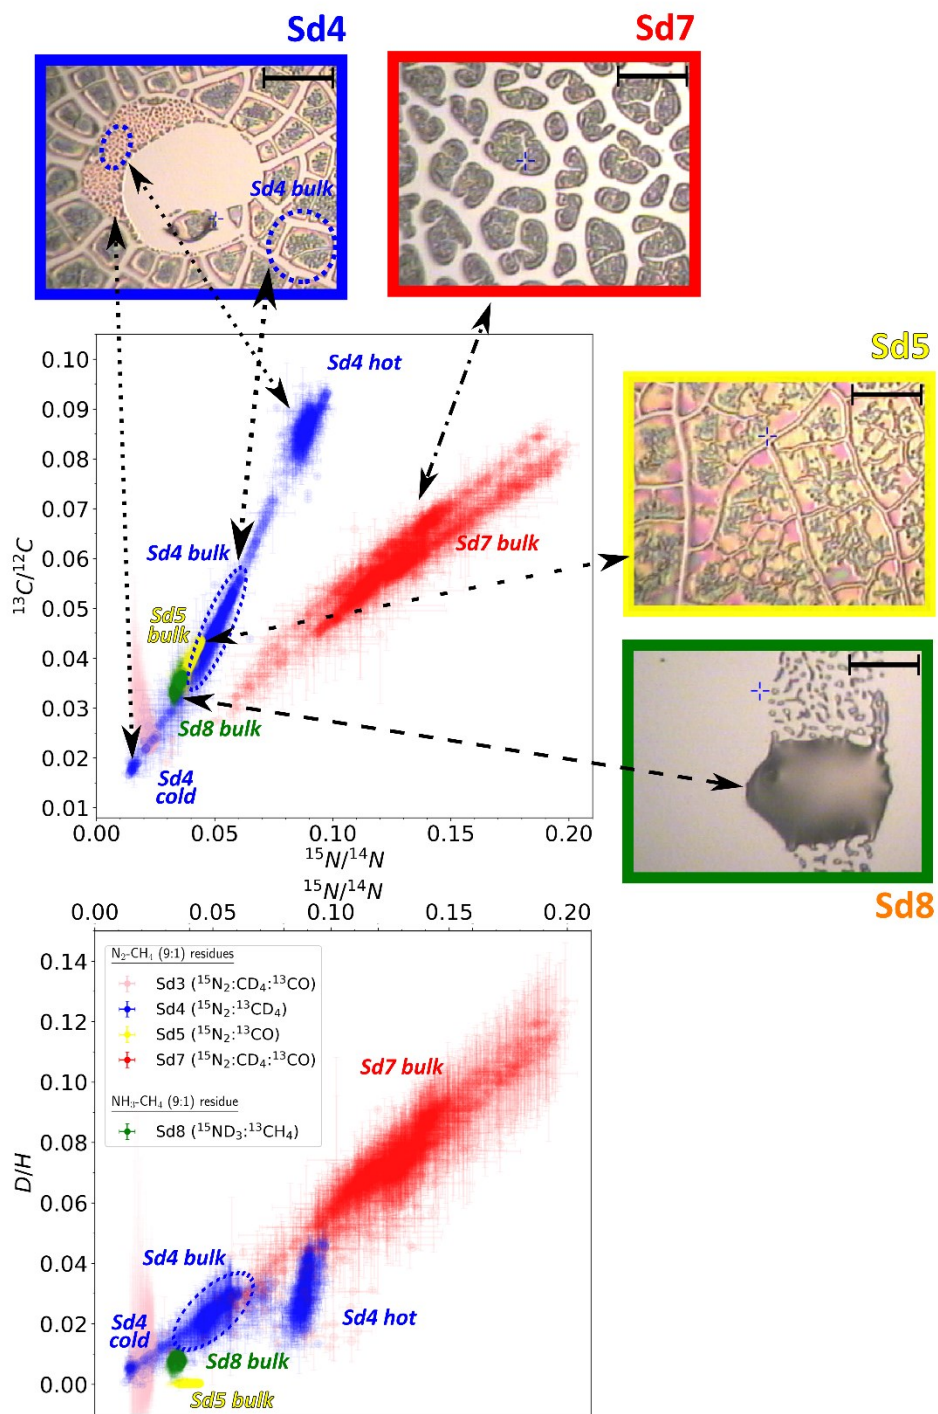 Sd4
Sd7
Sd4 bulk
Sd5
Sd8
0.10
0.09
0.08
0.07
0.06
0.05
0.04
0.03
0.02
0.01
¹³C/¹²C
Sd4 hot
Sd4 bulk
Sd7 bulk
Sd5
bulk
Sd8 bulk
Sd4
cold
0.00 0.05 0.10 0.15 0.20
¹⁵N/¹⁴N
¹⁵N/¹⁴N
0.00 0.05 0.10 0.15 0.20
0.14
0.12
0.10
0.08
0.06
0.04
0.02
0.00
D/H
N₂-CH₄ (9:1) residues
Sd3 (¹⁵N₂:CD₄:¹³CO)
Sd4 (¹⁵N₂:¹³CD₄)
Sd5 (¹⁵N₂:¹³CO)
Sd7 (¹⁵N₂:CD₄:¹³CO)
NH₃-CH₄ (9:1) residue
Sd8 (¹⁵ND₃:¹³CH₄)
Sd7 bulk
Sd4 bulk
Sd4
cold
Sd4 hot
Sd8 bulk
Sd5 bulk